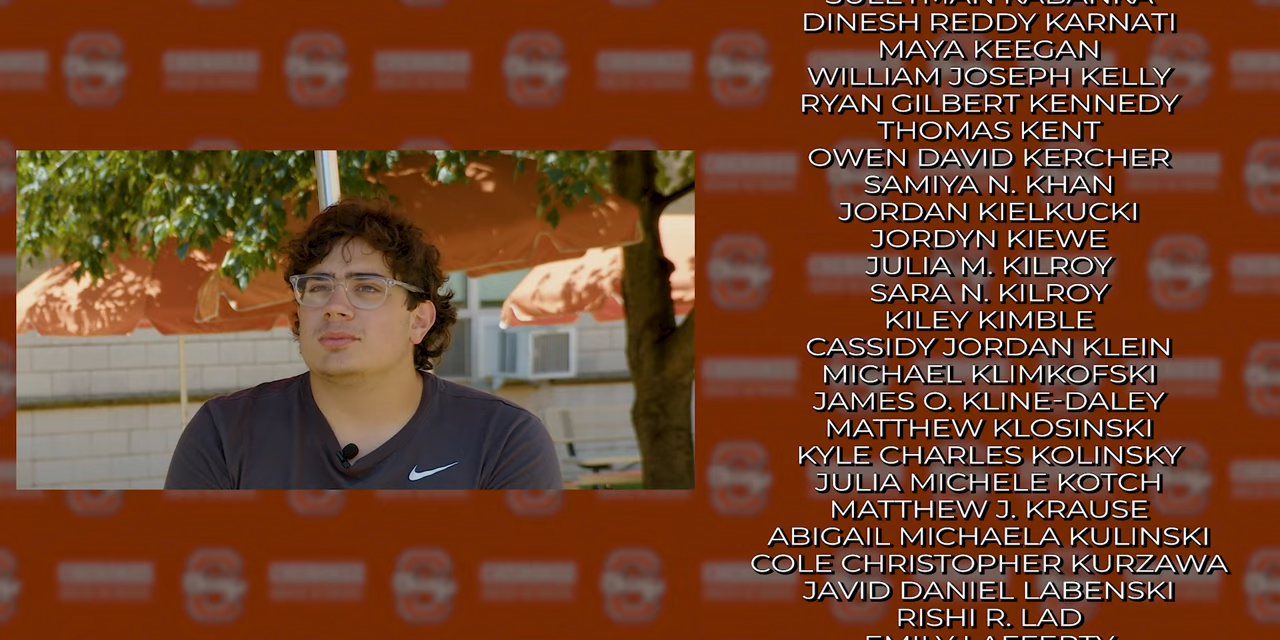 DINESH REDDY KARNATI
MAYA KEEGAN
WILLIAM JOSEPH KELLY
RYAN GILBERT KENNEDY
THOMAS KENT
OWEN DAVID KERCHER
SAMIYA N. KHAN
JORDAN KIELKUCKI
JORDYN KIEWE
JULIA M. KILROY
SARA N. KILROY
KILEY KIMBLE
CASSIDY JORDAN KLEIN
MICHAEL KLIMKOFSKI
JAMES O. KLINE-DALEY
MATTHEW KLOSINSKI
KYLE CHARLES KOLINSKY
JULIA MICHELE KOTCH
MATTHEW J. KRAUSE
ABIGAIL MICHAELA KULINSKI
COLE CHRISTOPHER KURZAWA
JAVID DANIEL LABENSKI
RISHI R. LAD
EMILY LAFFERTY